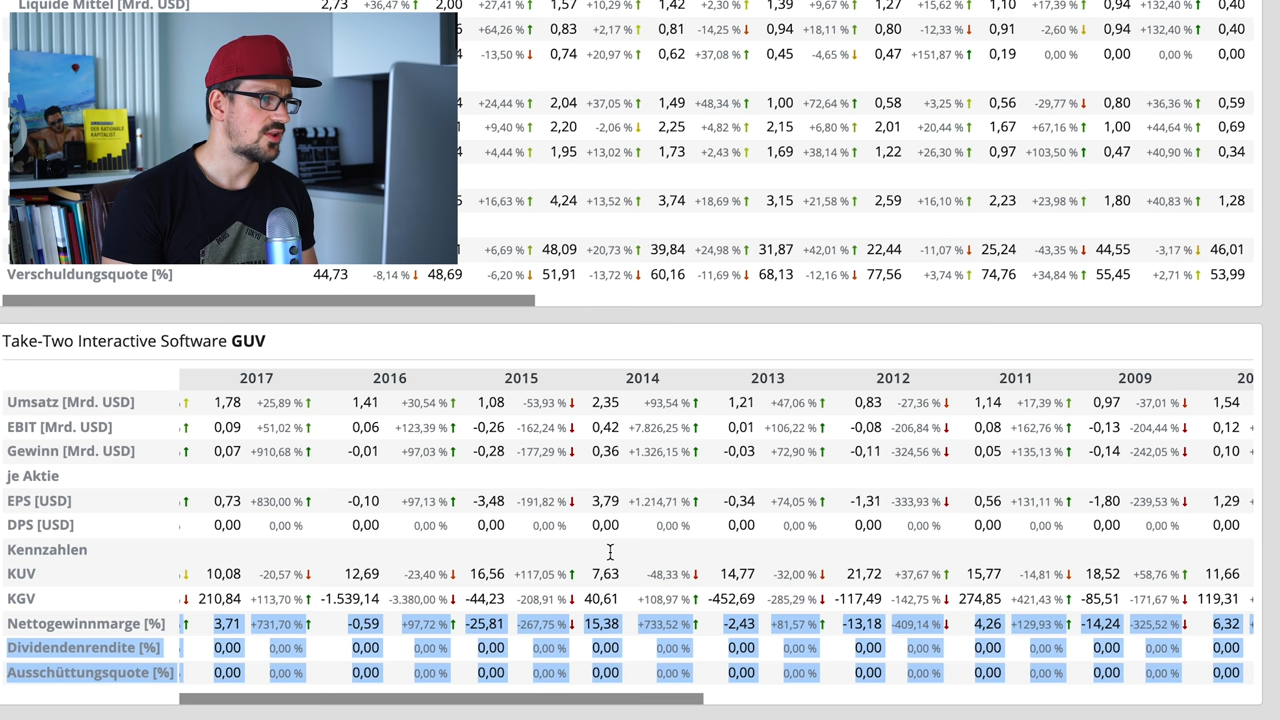 Liquide Mittel [Mrd. USD] 2,73 +36,47 % 2,00 +27,41 % 1,57 +10,29 % 1,42 +2,30 % 1,39 +9,67 % 1,27 +15,62 % 1,10 +17,39 % 0,94 +132,40 % 0,40
6 +64,26 % 0,83 +2,17 % 0,81 -14,25 % 0,94 +18,11 % 0,80 -12,33 % 0,91 -2,60 % 0,94 +132,40 % 0,40
4 -13,50 % 0,74 +20,97 % 0,62 +37,08 % 0,45 -4,65 % 0,47 +151,87 % 0,19 0,00 % 0,00 0,00 % 0,00
4 +24,44 % 2,04 +37,05 % 1,49 +48,34 % 1,00 +72,64 % 0,58 +3,25 % 0,56 -29,77 % 0,80 +36,36 % 0,59
1 +9,40 % 2,20 -2,06 % 2,25 +4,82 % 2,15 +6,80 % 2,01 +20,44 % 1,67 +67,16 % 1,00 +44,64 % 0,69
4 +4,44 % 1,95 +13,02 % 1,73 +2,43 % 1,69 +38,14 % 1,22 +26,30 % 0,97 +103,50 % 0,47 +40,90 % 0,34
5 +16,63 % 4,24 +13,52 % 3,74 +18,69 % 3,15 +21,58 % 2,59 +16,10 % 2,23 +23,98 % 1,80 +40,83 % 1,28
1 +6,69 % 48,09 +20,73 % 39,84 +24,98 % 31,87 +42,01 % 22,44 -11,07 % 25,24 -43,35 % 44,55 -3,17 % 46,01
Verschuldungsquote [%] 44,73 -8,14 % 48,69 -6,20 % 51,91 -13,72 % 60,16 -11,69 % 68,13 -12,16 % 77,56 +3,74 % 74,76 +34,84 % 55,45 +2,71 % 53,99
DER RATIONALE
KAPITALIST
Take-Two Interactive Software GUV
2017 2016 2015 2014 2013 2012 2011 2009 20
Umsatz [Mrd. USD] 1,78 +25,89 % 1,41 +30,54 % 1,08 -53,93 % 2,35 +93,54 % 1,21 +47,06 % 0,83 -27,36 % 1,14 +17,39 % 0,97 -37,01 % 1,54
EBIT [Mrd. USD] 0,09 +51,02 % 0,06 +123,39 % -0,26 -162,24 % 0,42 +7.826,25 % 0,01 +106,22 % -0,08 -206,84 % 0,08 +162,76 % -0,13 -204,44 % 0,12
Gewinn [Mrd. USD] 0,07 +910,68 % -0,01 +97,03 % -0,28 -177,29 % 0,36 +1.326,15 % -0,03 +72,90 % -0,11 -324,56 % 0,05 +135,13 % -0,14 -242,05 % 0,10
je Aktie
EPS [USD] 0,73 +830,00 % -0,10 +97,13 % -3,48 -191,82 % 3,79 +1.214,71 % -0,34 +74,05 % -1,31 -333,93 % 0,56 +131,11 % -1,80 -239,53 % 1,29
DPS [USD] 0,00 0,00 % 0,00 0,00 % 0,00 0,00 % 0,00 0,00 % 0,00 0,00 % 0,00 0,00 % 0,00 0,00 % 0,00 0,00 % 0,00
Kennzahlen
KUV 10,08 -20,57 % 12,69 -23,40 % 16,56 +117,05 % 7,63 -48,33 % 14,77 -32,00 % 21,72 +37,67 % 15,77 -14,81 % 18,52 +58,76 % 11,66
KGV 210,84 +113,70 % -1.539,14 -3.380,00 % -44,23 -208,91 % 40,61 +108,97 % -452,69 -285,29 % -117,49 -142,75 % 274,85 +421,43 % -85,51 -171,67 % 119,31
Nettogewinnmarge [%] 3,71 +731,70 % -0,59 +97,72 % -25,81 -267,75 % 15,38 +733,52 % -2,43 +81,57 % -13,18 -409,14 % 4,26 +129,93 % -14,24 -325,52 % 6,32
Dividendenrendite [%] 0,00 0,00 % 0,00 0,00 % 0,00 0,00 % 0,00 0,00 % 0,00 0,00 % 0,00 0,00 % 0,00 0,00 % 0,00 0,00 % 0,00
Ausschüttungsquote [%] 0,00 0,00 % 0,00 0,00 % 0,00 0,00 % 0,00 0,00 % 0,00 0,00 % 0,00 0,00 % 0,00 0,00 % 0,00 0,00 % 0,00